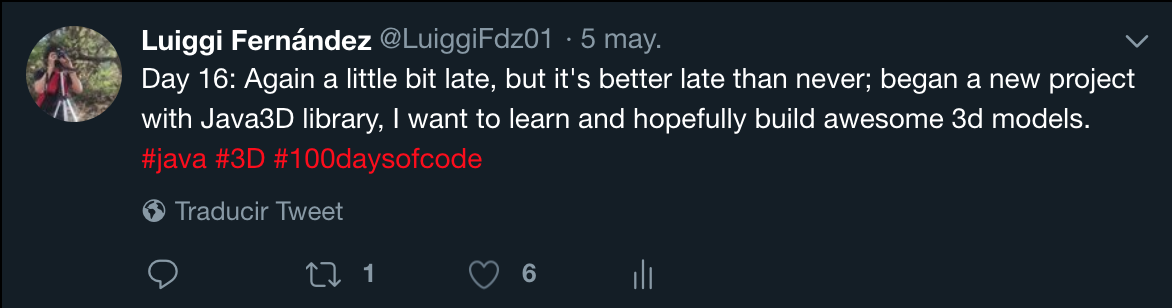 Luiggi Fernández @LuiggiFdz01 · 5 may.
Day 16: Again a little bit late, but it's better late than never; began a new project
with Java3D library, I want to learn and hopefully build awesome 3d models.
#java #3D #100daysofcode
Traducir Tweet
1 6